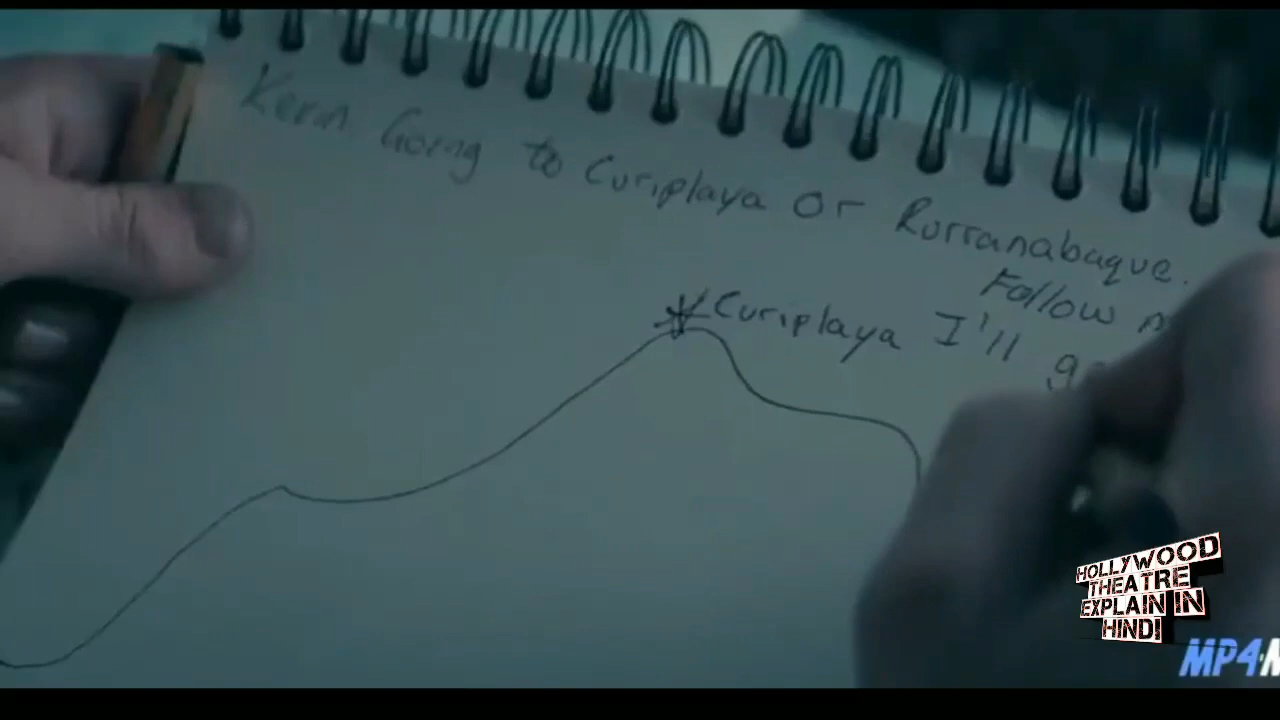 Kevin Going to Curiplaya or Rurranabaque.
Follow
Curiplaya I'll
HOLLYWOOD
THEATRE
EXPLAIN IN
HINDI
MP4